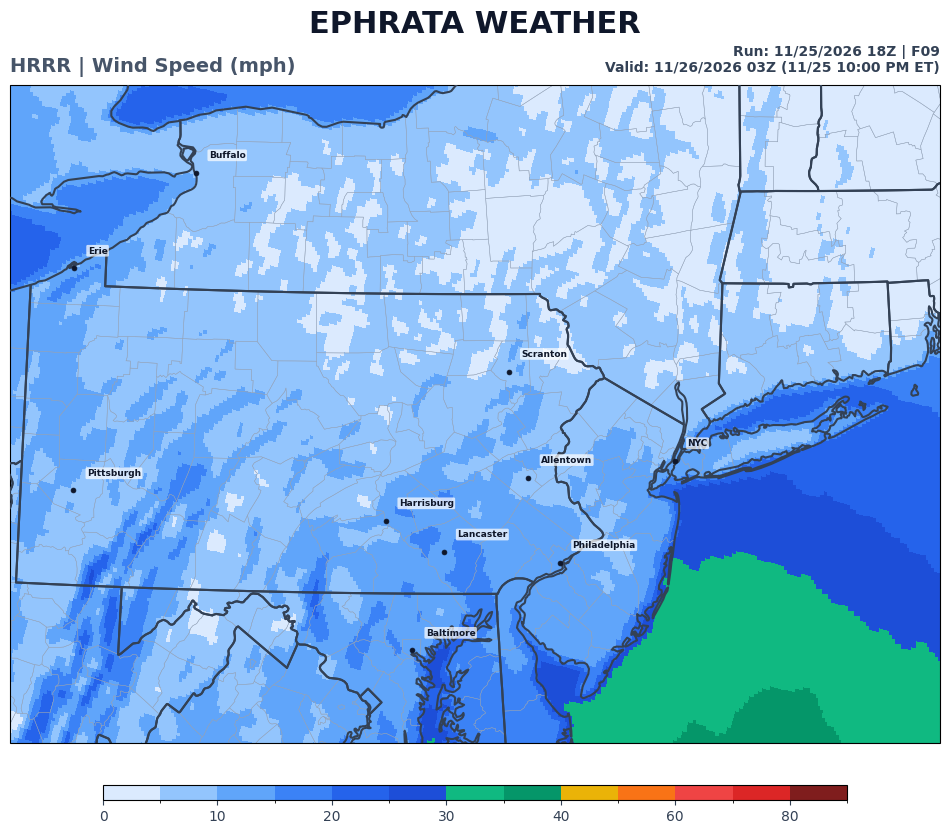 EPHRATA WEATHER
HRRR | Wind Speed (mph)
Run: 11/25/2026 18Z | F09
Valid: 11/26/2026 03Z (11/25 10:00 PM ET)
Buffalo
Erie
Scranton
NYC
Allentown
Pittsburgh
Harrisburg
Lancaster
Philadelphia
Baltimore
0 10 20 30 40 50 60 70 80